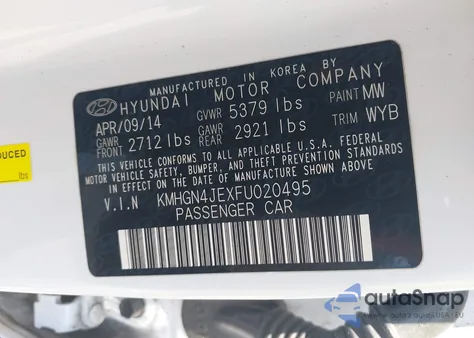 MANUFACTURED IN KOREA BY
HYUNDAI MOTOR COMPANY
APR/09/14 GVWR 5379 lbs PAINT MW
GAWR FRONT 2712 lbs GAWR REAR 2921 lbs TRIM WYB
THIS VEHICLE CONFORMS TO ALL APPLICABLE U.S.A. FEDERAL
MOTOR VEHICLE SAFETY, BUMPER, AND THEFT PREVENTION
STANDARDS IN EFFECT ON THE DATE OF MANUFACTURE SHOWN ABOVE.
V.I.N KMHGN4JEXFU020495
PASSENGER CAR
DUCED
lbs
autoSnap